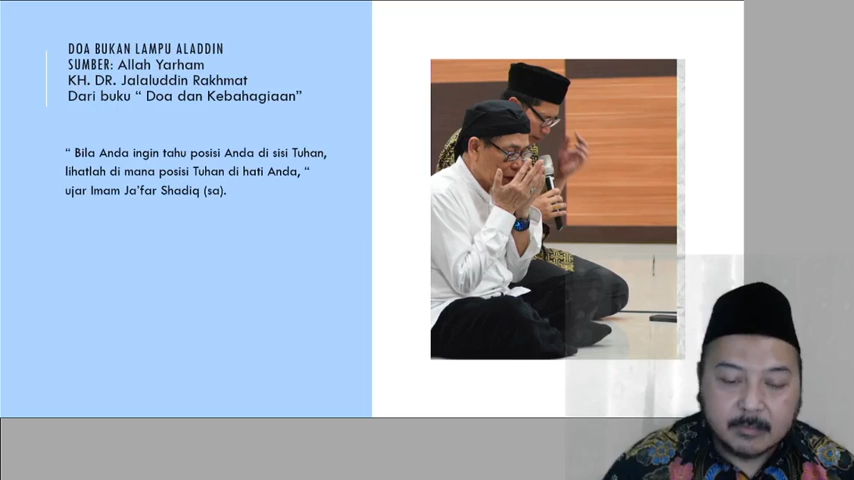 DOA BUKAN LAMPU ALADDIN
SUMBER: Allah Yarham
KH. DR. Jalaluddin Rakhmat
Dari buku “ Doa dan Kebahagiaan”
“ Bila Anda ingin tahu posisi Anda di sisi Tuhan,
lihatlah di mana posisi Tuhan di hati Anda, “
ujar Imam Ja’far Shadiq (sa).